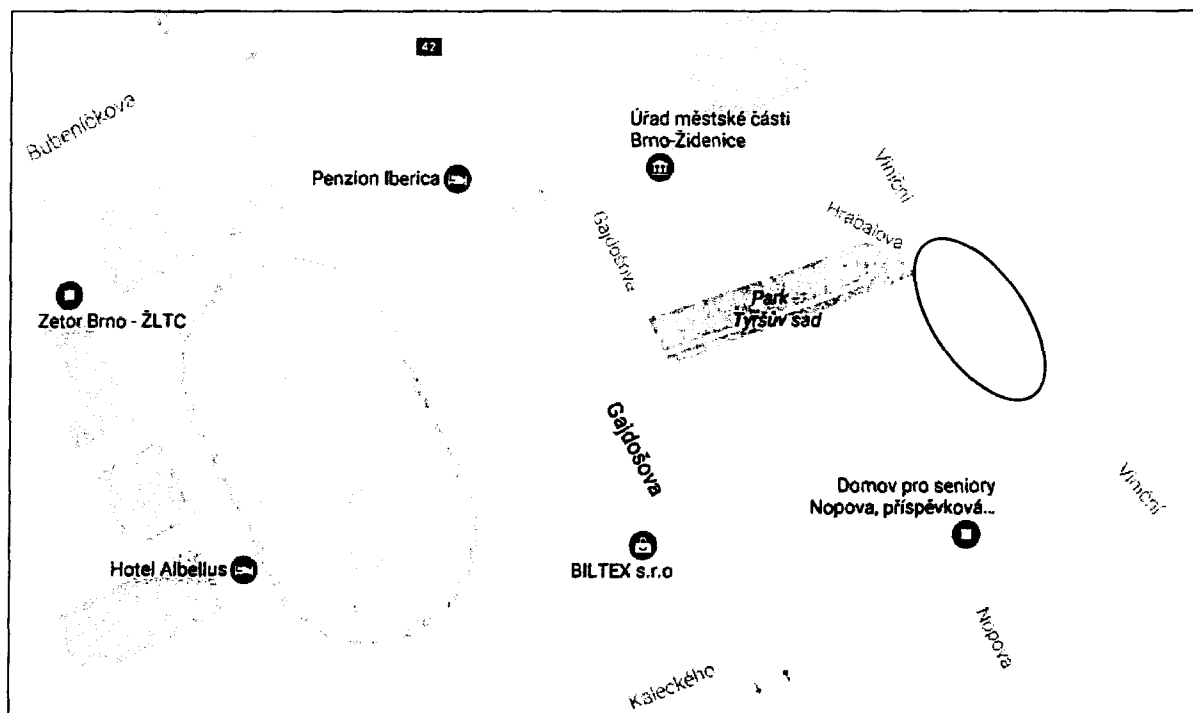 42
Bubeníčkova
Úřad městské části
Brno-Židenice
Viniční
Penzion Iberica
Hrabalova
Gajdošova
Park
Tyršův sad
Zetor Brno - ŽLTC
Gajdošova
Viniční
Domov pro seniory
Nopova, příspěvková...
Hotel Albellus
BILTEX s.r.o
Nopova
Kaleckého